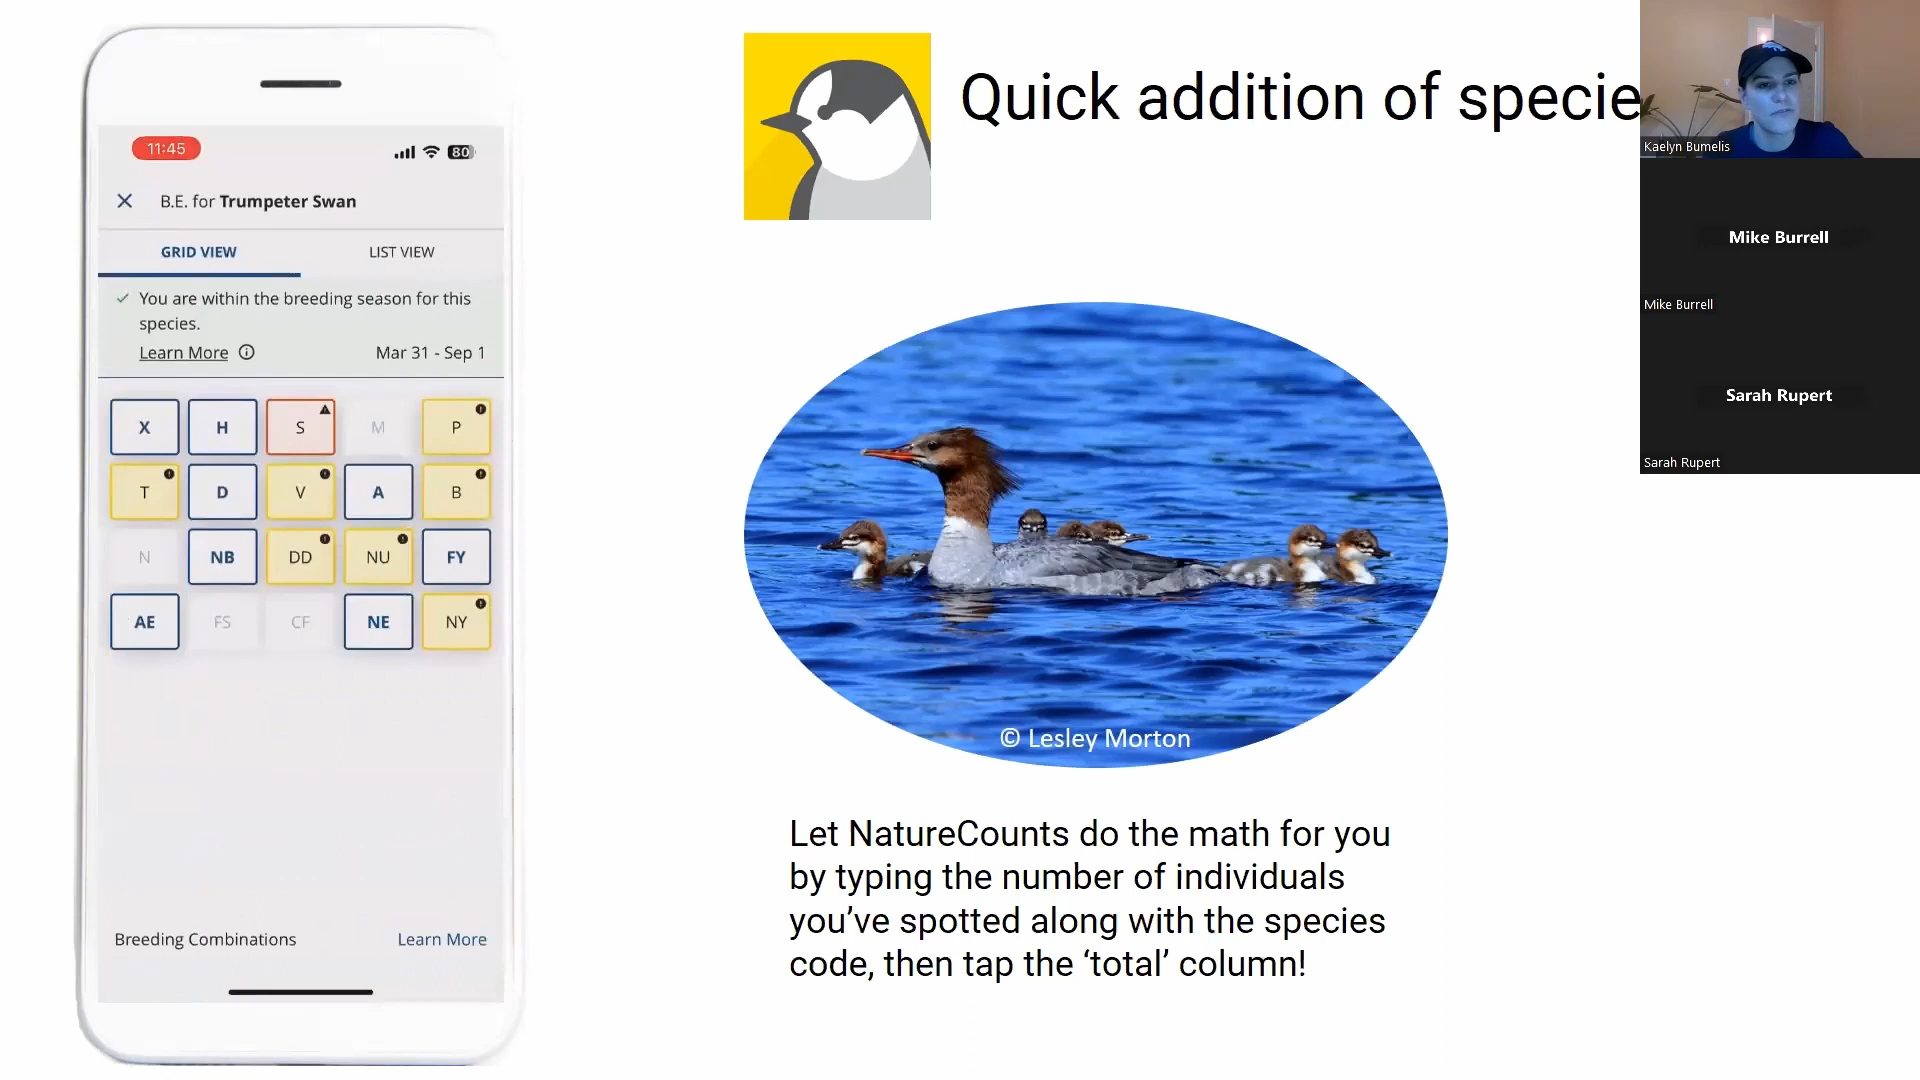 11:45
80
B.E. for Trumpeter Swan
GRID VIEW
LIST VIEW
You are within the breeding season for this
species.
Learn More
Mar 31 - Sep 1
X H S M P
T D V A B
N NB DD NU FY
AE FS CF NE NY
Breeding Combinations
Learn More
Quick addition of specie
© Lesley Morton
Let NatureCounts do the math for you
by typing the number of individuals
you’ve spotted along with the species
code, then tap the ‘total’ column!
Kaelyn Bumelis
Mike Burrell
Mike Burrell
Sarah Rupert
Sarah Rupert